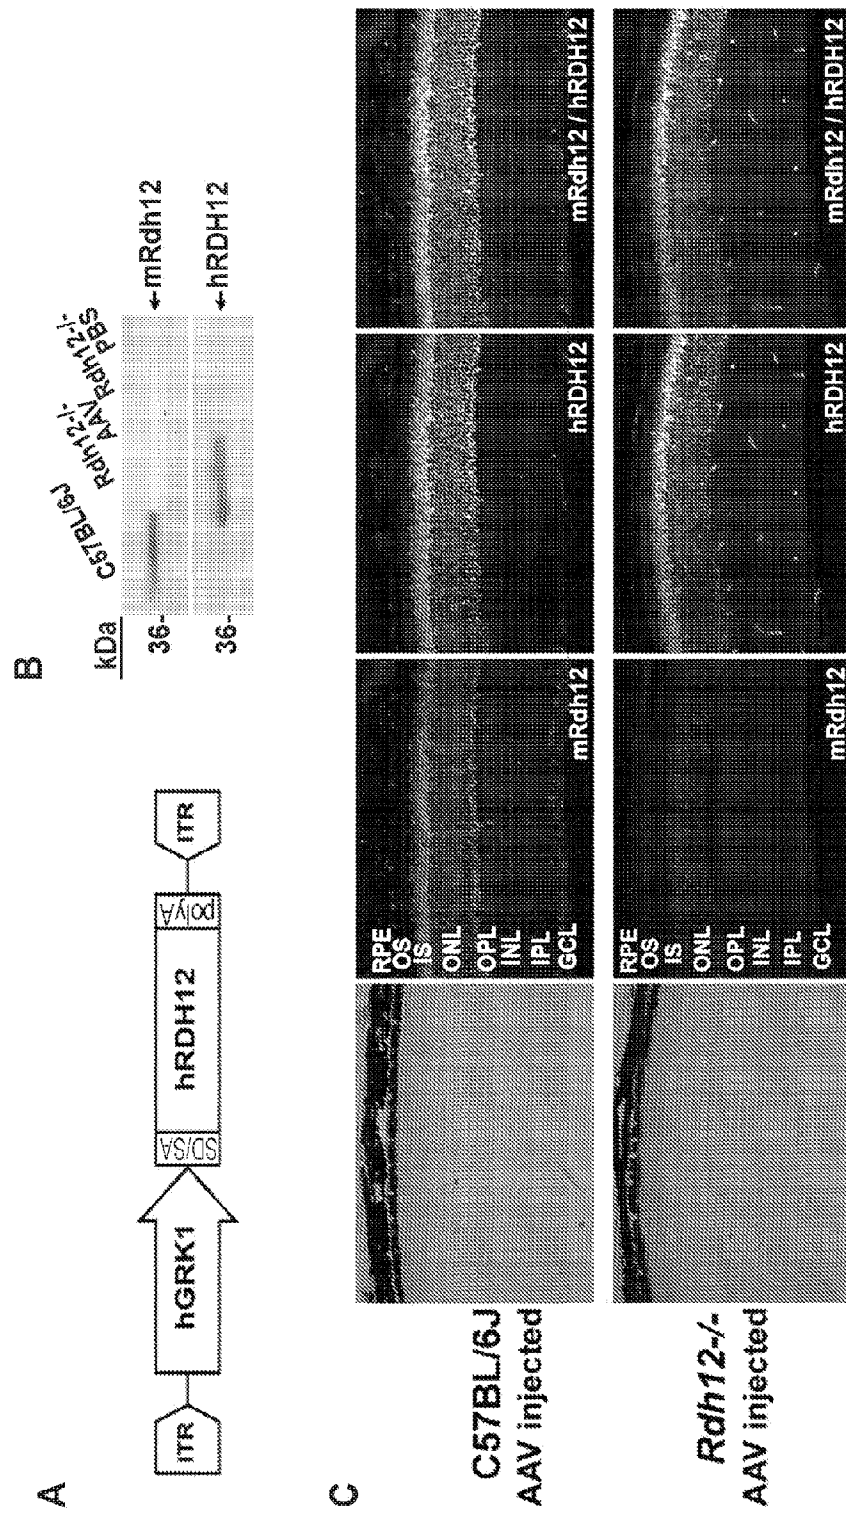 A
ITR
hGRK1
SD/SA
hRDH12
polyA
ITR
B
kDa
36-
36-
C57BL/6J
Rdh12-/-
AAV
Rdh12-/-
PBS
←mRdh12
←hRDH12
C
C57BL/6J
AAV injected
RPE
OS
IS
ONL
OPL
INL
IPL
GCL
mRdh12
hRDH12
mRdh12 / hRDH12
Rdh12-/-
AAV injected
RPE
OS
IS
ONL
OPL
INL
IPL
GCL
mRdh12
hRDH12
mRdh12 / hRDH12